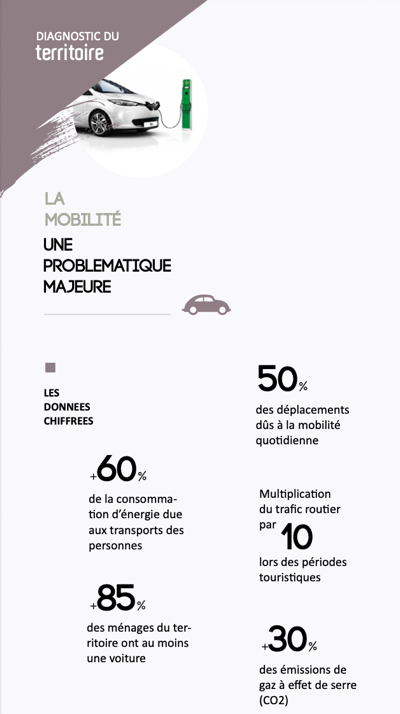 DIAGNOSTIC DU
territoire
LA
MOBILITÉ
UNE
PROBLEMATIQUE
MAJEURE
LES
DONNEES
CHIFFREES
50%
des déplacements
dûs à la mobilité
quotidienne
+60%
de la consomma-
tion d'énergie due
aux transports des
personnes
Multiplication
du trafic routier
par 10
lors des périodes
touristiques
+85%
des ménages du ter-
ritoire ont au moins
une voiture
+30%
des émissions de
gaz à effet de serre
(CO2)